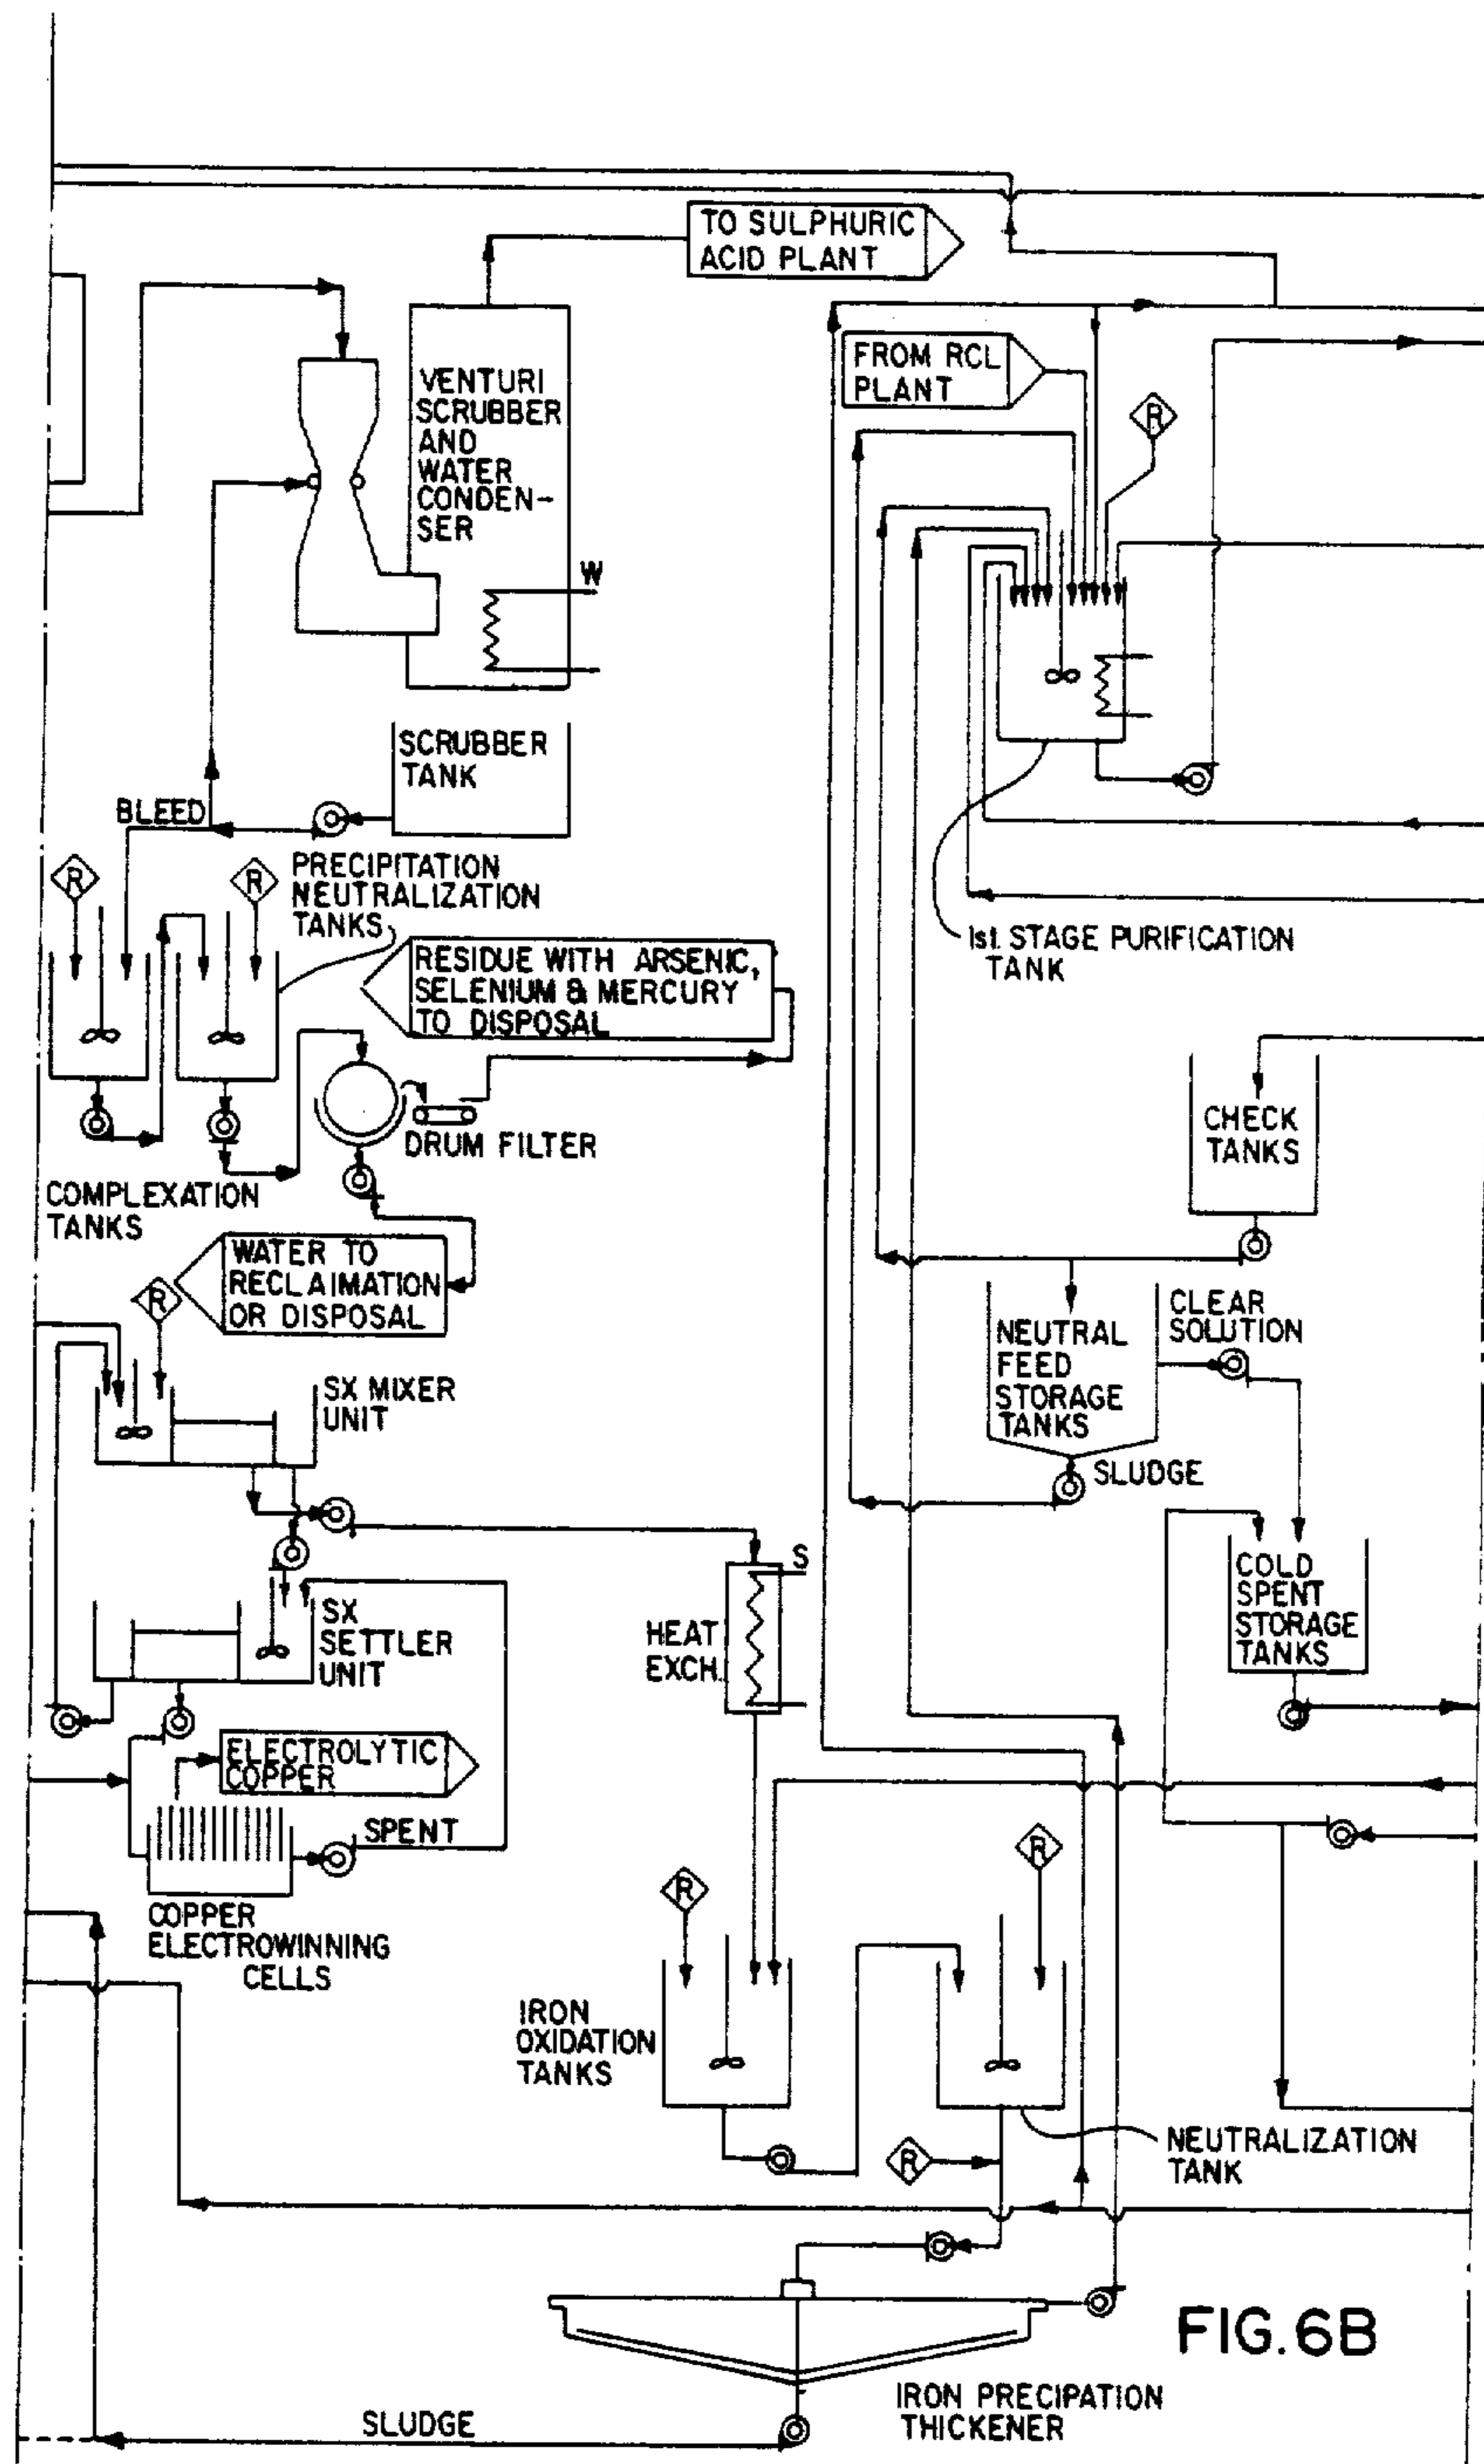 TO SULPHURIC
ACID PLANT
FROM RCL
PLANT
R
VENTURI
SCRUBBER
AND
WATER
CONDEN-
SER
W
SCRUBBER
TANK
BLEED
R
R
PRECIPITATION
NEUTRALIZATION
TANKS
1st. STAGE PURIFICATION
TANK
RESIDUE WITH ARSENIC,
SELENIUM & MERCURY
TO DISPOSAL
CHECK
TANKS
DRUM FILTER
COMPLEXATION
TANKS
WATER TO
RECLAIMATION
OR DISPOSAL
R
CLEAR
SOLUTION
NEUTRAL
FEED
STORAGE
TANKS
SX MIXER
UNIT
SLUDGE
S
COLD
SPENT
STORAGE
TANKS
SX
SETTLER
UNIT
HEAT
EXCH.
ELECTROLYTIC
COPPER
SPENT
R
R
COPPER
ELECTROWINNING
CELLS
IRON
OXIDATION
TANKS
R
NEUTRALIZATION
TANK
FIG. 6B
IRON PRECIPATION
THICKENER
SLUDGE